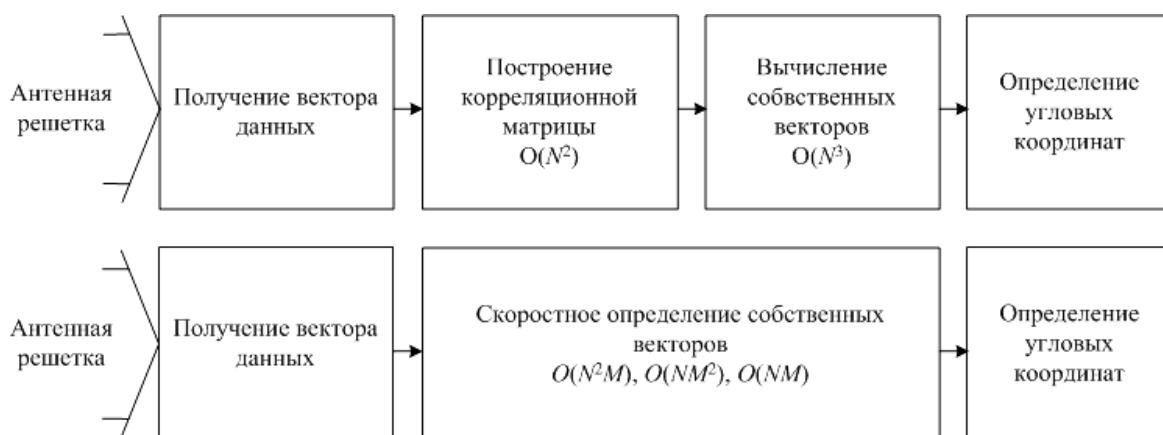 Антенная
решетка
Получение вектора
данных
Построение
корреляционной
матрицы
O(N²)
Вычисление
собвственных
векторов
O(N³)
Определение
угловых
координат
Антенная
решетка
Получение вектора
данных
Скоростное определение собственных
векторов
O(N²M), O(NM²), O(NM)
Определение
угловых
координат